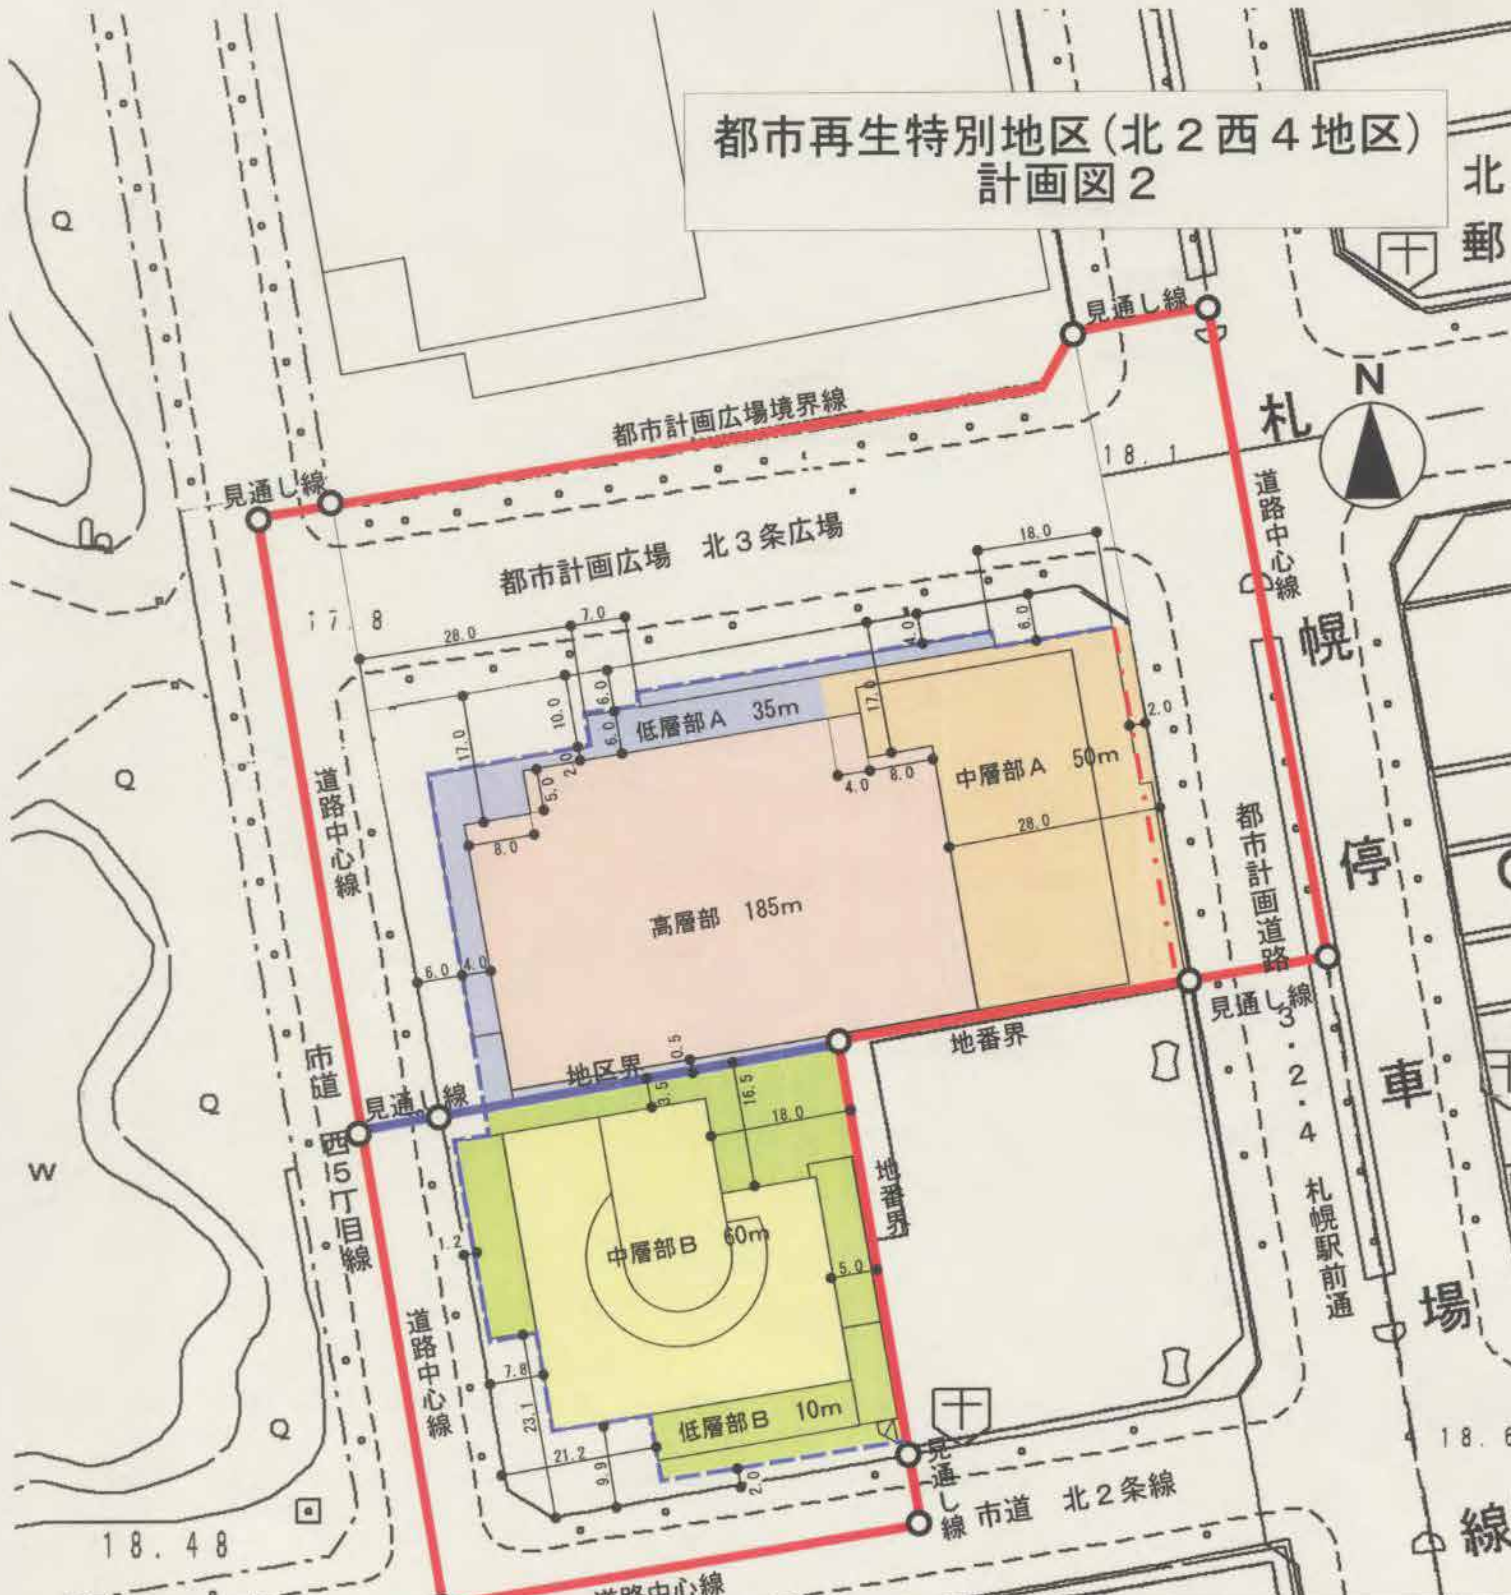 都市再生特別地区(北2西4地区)
計画図2
北
郵
Q
見通し線
N
札
都市計画広場境界線
18.1
見通し線
道路中心線
都市計画広場 北3条広場
18.0
17.8
28.0
7.0
4.0
6.0
幌
6.0
10.0
17.0
17.0
低層部A 35m
6.0
2.0
2.0
5.0
中層部A 50m
4.0
8.0
Q
道路中心線
8.0
28.0
都市計画道路 3・2・4 札幌駅前通
停
高層部 185m
6.0
4.0
見通し線
地番界
市道 西5丁目線
地区界
0.5
車
見通し線
3.5
16.5
Q
18.0
W
地番界
1.2
中層部B 60m
5.0
場
道路中心線
7.8
23.1
低層部B 10m
Q
21.2
9.9
2.0
見通し線
18.6
市道 北2条線
線
18.48
道路中心線